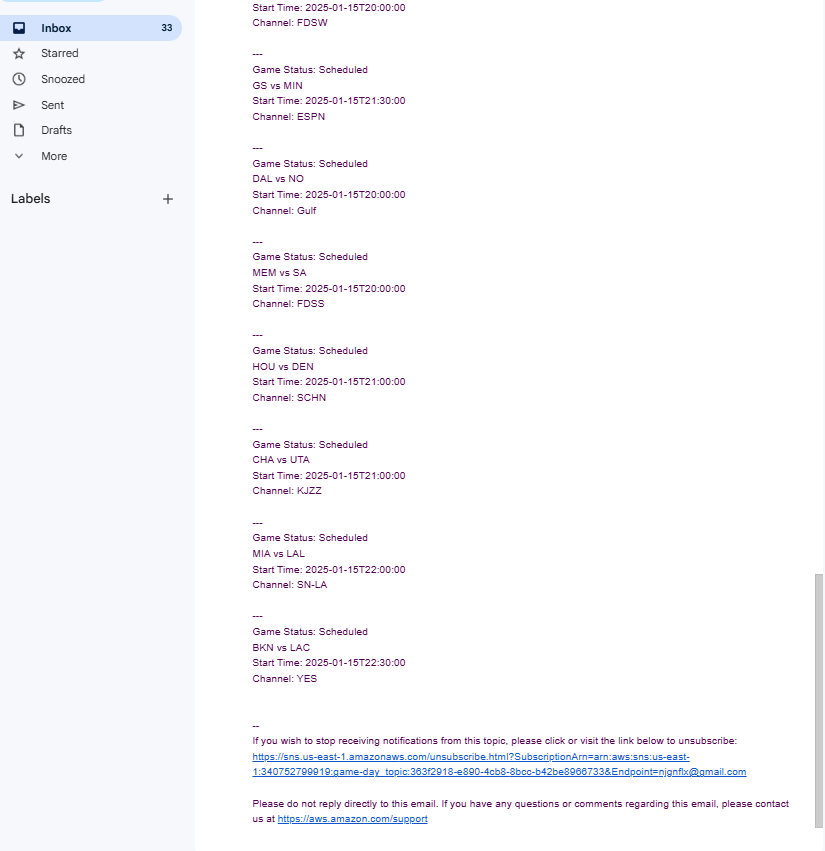 Inbox 33
Starred
Snoozed
Sent
Drafts
More
Labels
Start Time: 2025-01-15T20:00:00
Channel: FDSW
---
Game Status: Scheduled
GS vs MIN
Start Time: 2025-01-15T21:30:00
Channel: ESPN
---
Game Status: Scheduled
DAL vs NO
Start Time: 2025-01-15T20:00:00
Channel: Gulf
---
Game Status: Scheduled
MEM vs SA
Start Time: 2025-01-15T20:00:00
Channel: FDSS
---
Game Status: Scheduled
HOU vs DEN
Start Time: 2025-01-15T21:00:00
Channel: SCHN
---
Game Status: Scheduled
CHA vs UTA
Start Time: 2025-01-15T21:00:00
Channel: KJZZ
---
Game Status: Scheduled
MIA vs LAL
Start Time: 2025-01-15T22:00:00
Channel: SN-LA
---
Game Status: Scheduled
BKN vs LAC
Start Time: 2025-01-15T22:30:00
Channel: YES
--
If you wish to stop receiving notifications from this topic, please click or visit the link below to unsubscribe:
https://sns.us-east-1.amazonaws.com/unsubscribe.html?SubscriptionArn=arn:aws:sns:us-east-
1:340752799919:game-day_topic:363f2918-e890-4cb8-8bcc-b42be8966733&Endpoint=njgnflx@gmail.com
Please do not reply directly to this email. If you have any questions or comments regarding this email, please contact
us at https://aws.amazon.com/support